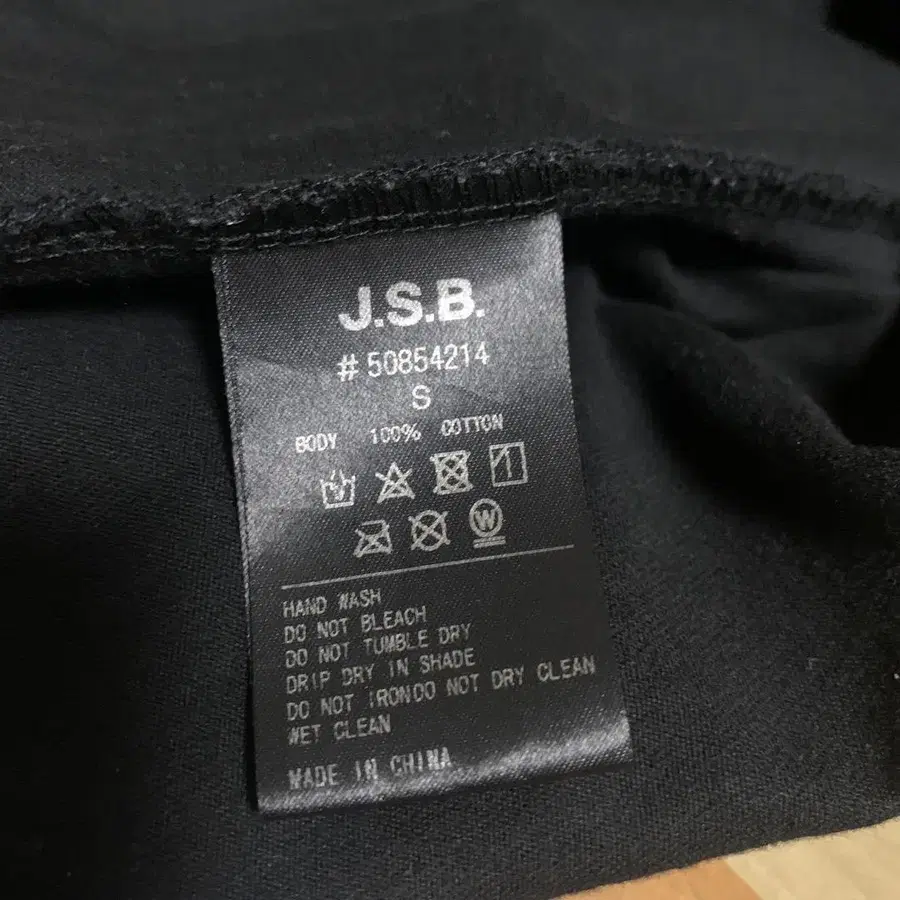 J.S.B.
# 50854214
S
BODY 100% COTTON
W
HAND WASH
DO NOT BLEACH
DO NOT TUMBLE DRY
DRIP DRY IN SHADE
DO NOT IRONDO NOT DRY CLEAN
WET CLEAN
MADE IN CHINA